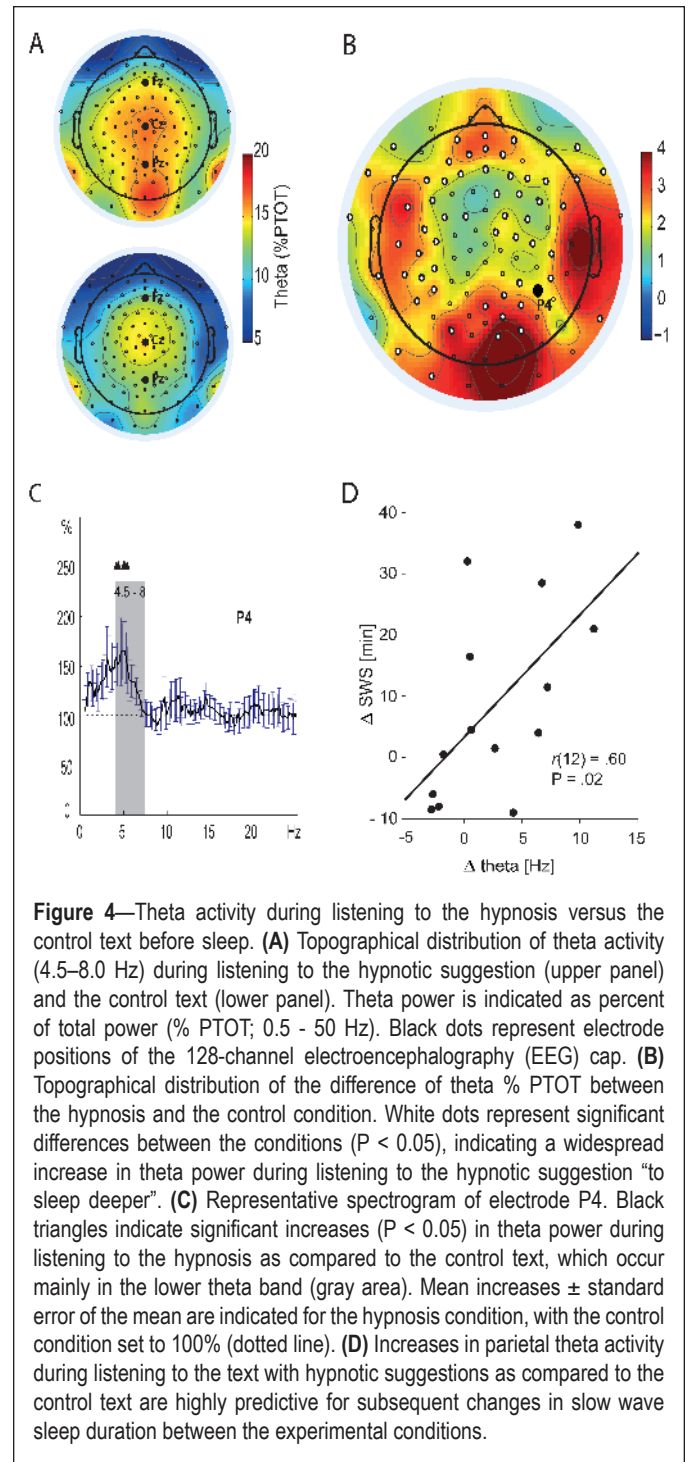 A
B
Fz
Cz
Pz
20
15
10
5
Theta (%PTOT)
Fz
Cz
Pz
P4
4
3
2
1
0
−1
C
D
%
250
200
150
100
50
0
4.5 - 8
P4
0 5 10 15 20 Hz
40 -
30 -
20 -
10 -
0 -
- 10
Δ SWS [min]
r(12) = .60
P = .02
−5 0 5 10 15
Δ theta [Hz]
Figure 4—Theta activity during listening to the hypnosis versus the
control text before sleep. (A) Topographical distribution of theta activity
(4.5–8.0 Hz) during listening to the hypnotic suggestion (upper panel)
and the control text (lower panel). Theta power is indicated as percent
of total power (% PTOT; 0.5 - 50 Hz). Black dots represent electrode
positions of the 128-channel electroencephalography (EEG) cap. (B)
Topographical distribution of the difference of theta % PTOT between
the hypnosis and the control condition. White dots represent significant
differences between the conditions (P < 0.05), indicating a widespread
increase in theta power during listening to the hypnotic suggestion “to
sleep deeper”. (C) Representative spectrogram of electrode P4. Black
triangles indicate significant increases (P < 0.05) in theta power during
listening to the hypnosis as compared to the control text, which occur
mainly in the lower theta band (gray area). Mean increases ± standard
error of the mean are indicated for the hypnosis condition, with the control
condition set to 100% (dotted line). (D) Increases in parietal theta activity
during listening to the text with hypnotic suggestions as compared to the
control text are highly predictive for subsequent changes in slow wave
sleep duration between the experimental conditions.